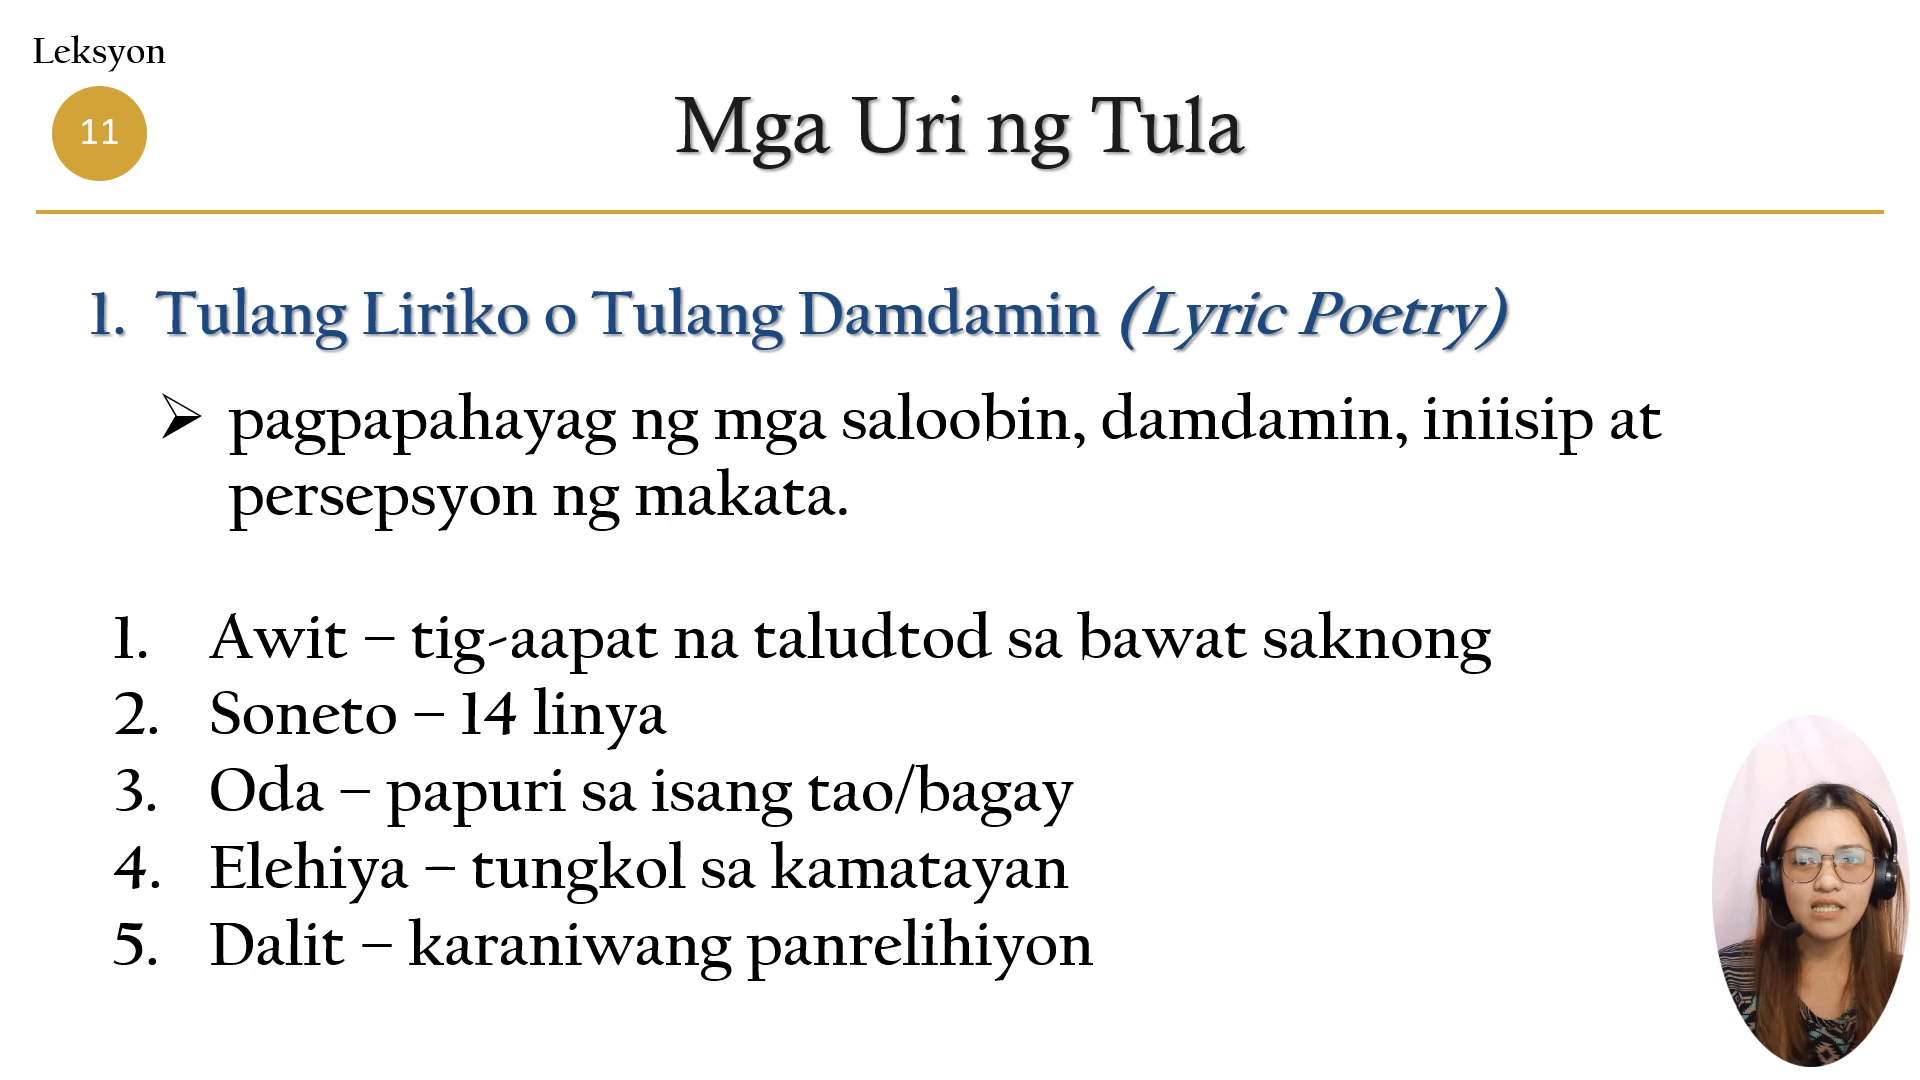 Leksyon
11
Mga Uri ng Tula
1. Tulang Liriko o Tulang Damdamin (Lyric Poetry)
➢ pagpapahayag ng mga saloobin, damdamin, iniisip at
persepsyon ng makata.
1. Awit – tig-aapat na taludtod sa bawat saknong
2. Soneto – 14 linya
3. Oda – papuri sa isang tao/bagay
4. Elehiya – tungkol sa kamatayan
5. Dalit – karaniwang panrelihiyon